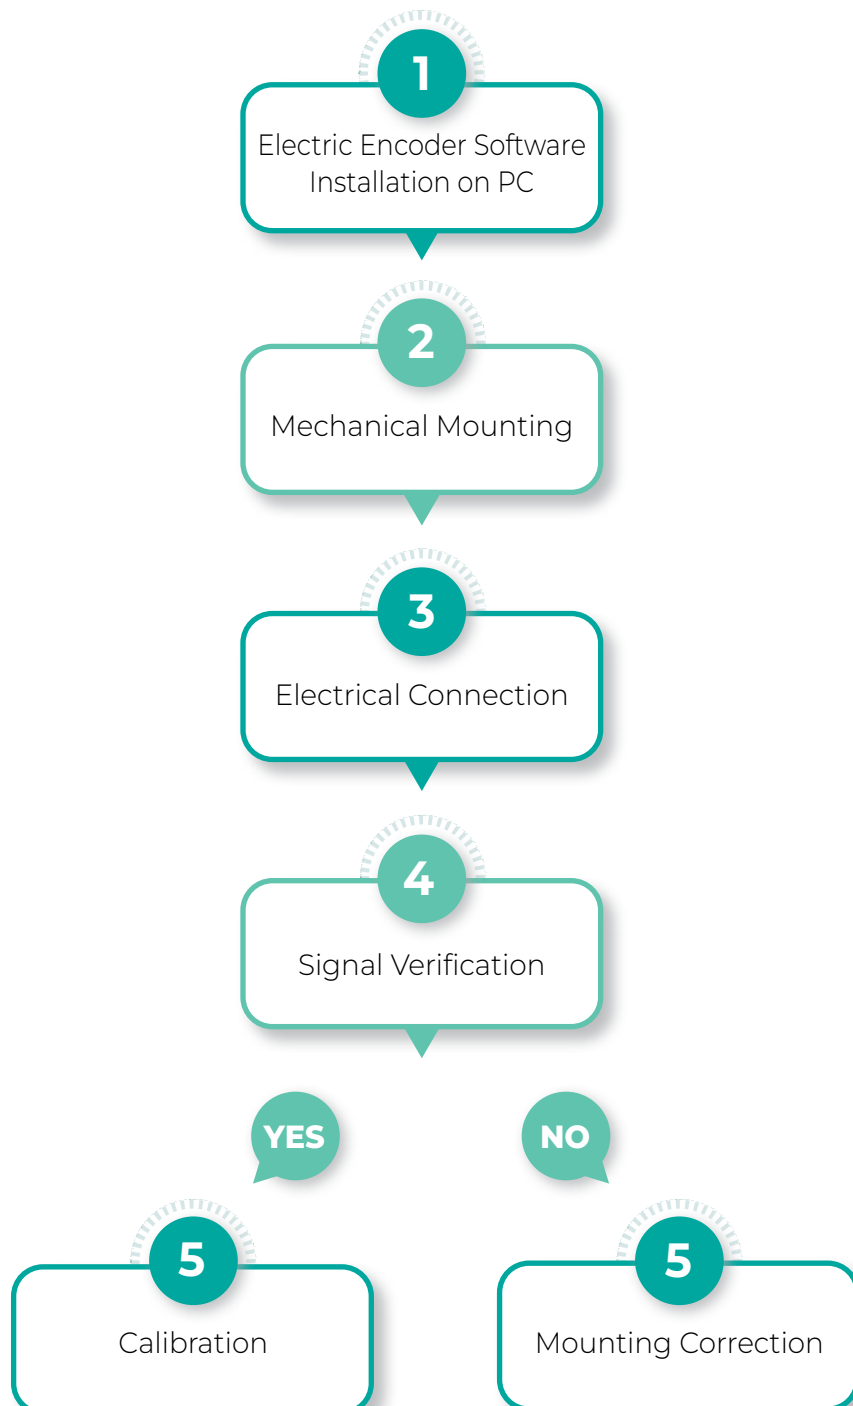 1
Electric Encoder Software
Installation on PC
2
Mechanical Mounting
3
Electrical Connection
4
Signal Verification
YES
NO
5
Calibration
5
Mounting Correction